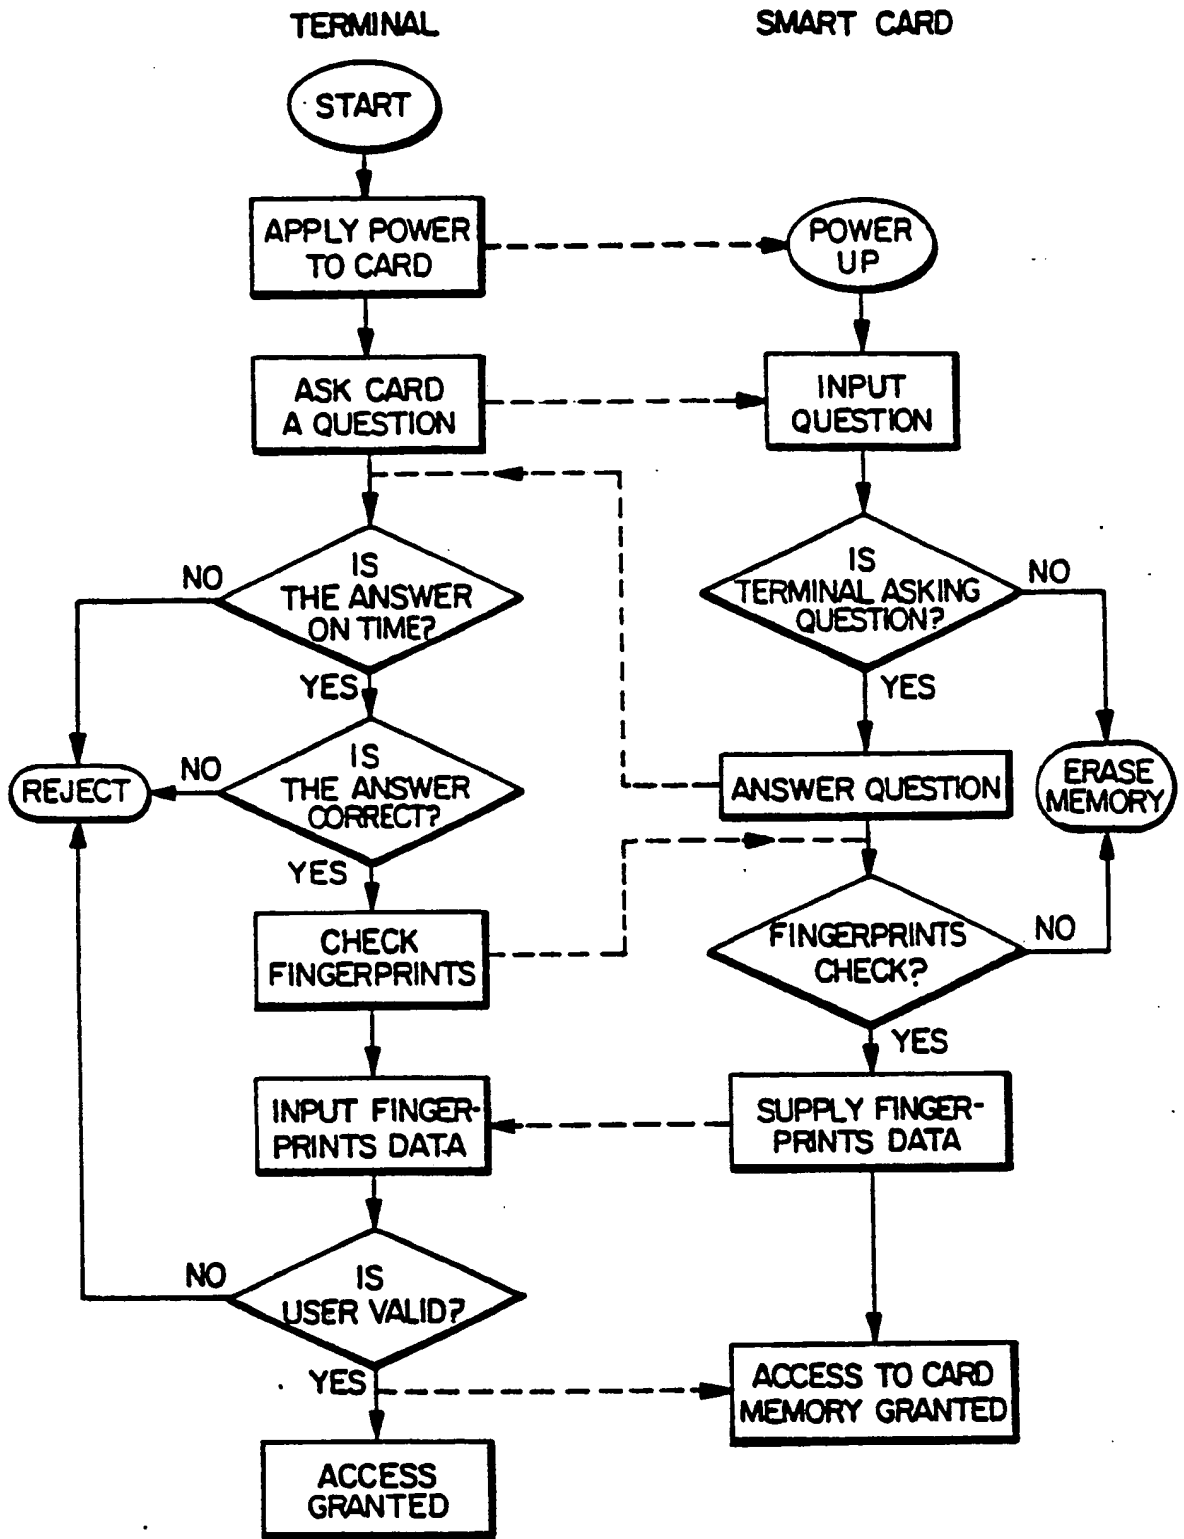 TERMINAL
SMART CARD
START
APPLY POWER
TO CARD
POWER
UP
ASK CARD
A QUESTION
INPUT
QUESTION
IS
THE ANSWER
ON TIME?
NO
YES
IS
TERMINAL ASKING
QUESTION?
NO
YES
REJECT
NO
IS
THE ANSWER
CORRECT?
YES
ANSWER QUESTION
ERASE
MEMORY
CHECK
FINGERPRINTS
FINGERPRINTS
CHECK?
NO
YES
INPUT FINGER-
PRINTS DATA
SUPPLY FINGER-
PRINTS DATA
NO
IS
USER VALID?
YES
ACCESS TO CARD
MEMORY GRANTED
ACCESS
GRANTED